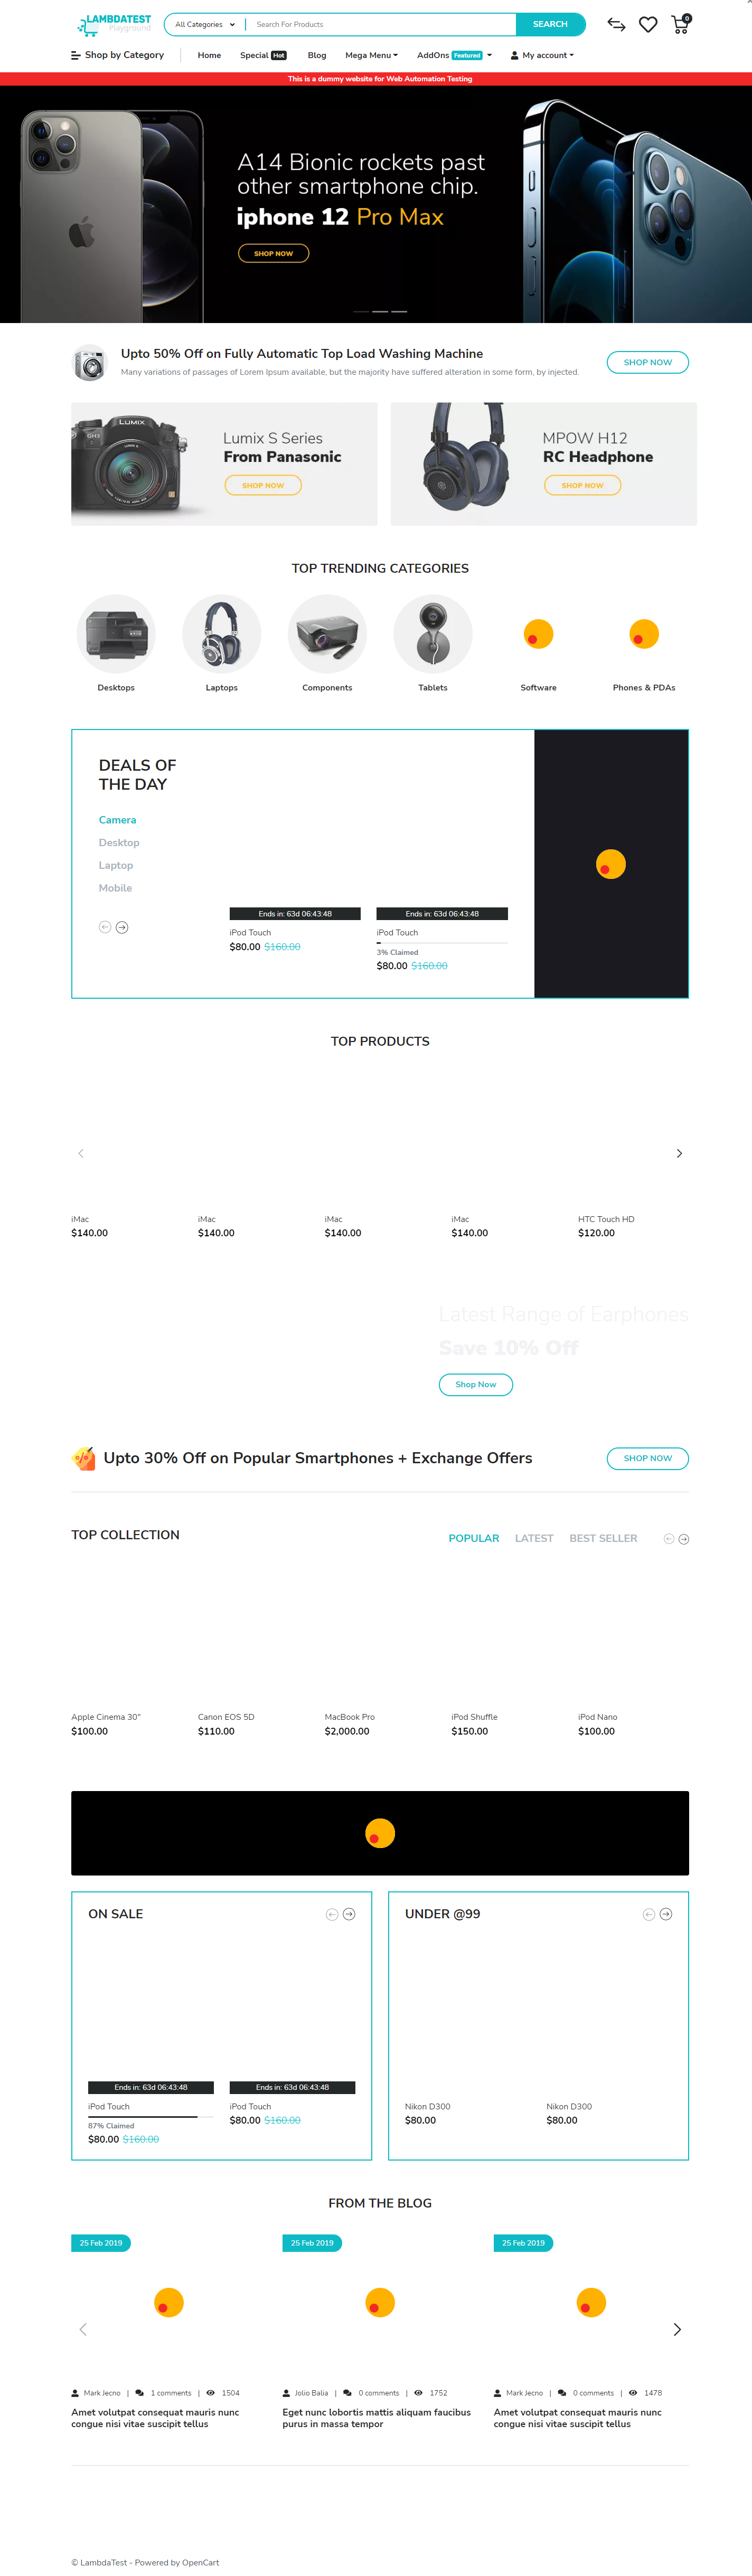 LAMBDATEST
Playground
All Categories
Search For Products
SEARCH
0
Shop by Category
Home
Special Hot
Blog
Mega Menu
AddOns Featured
My account
This is a dummy website for Web Automation Testing
A14 Bionic rockets past
other smartphone chip.
iphone 12 Pro Max
SHOP NOW
Upto 50% Off on Fully Automatic Top Load Washing Machine
Many variations of passages of Lorem Ipsum available, but the majority have suffered alteration in some form, by injected.
SHOP NOW
LUMIX
GH3
Lumix S Series
From Panasonic
SHOP NOW
MPOW H12
RC Headphone
SHOP NOW
TOP TRENDING CATEGORIES
Desktops
Laptops
Components
Tablets
Software
Phones & PDAs
DEALS OF
THE DAY
Camera
Desktop
Laptop
Mobile
Ends in: 63d 06:43:48
iPod Touch
$80.00 $160.00
Ends in: 63d 06:43:48
iPod Touch
3% Claimed
$80.00 $160.00
TOP PRODUCTS
iMac
$140.00
iMac
$140.00
iMac
$140.00
iMac
$140.00
HTC Touch HD
$120.00
Latest Range of Earphones
Save 10% Off
Shop Now
Upto 30% Off on Popular Smartphones + Exchange Offers
SHOP NOW
TOP COLLECTION
POPULAR
LATEST
BEST SELLER
Apple Cinema 30"
$100.00
Canon EOS 5D
$110.00
MacBook Pro
$2,000.00
iPod Shuffle
$150.00
iPod Nano
$100.00
ON SALE
Ends in: 63d 06:43:48
iPod Touch
87% Claimed
$80.00 $160.00
Ends in: 63d 06:43:48
iPod Touch
$80.00 $160.00
UNDER @99
Nikon D300
$80.00
Nikon D300
$80.00
FROM THE BLOG
25 Feb 2019
Mark Jecno | 1 comments | 1504
Amet volutpat consequat mauris nunc
congue nisi vitae suscipit tellus
25 Feb 2019
Jolio Balia | 0 comments | 1752
Eget nunc lobortis mattis aliquam faucibus
purus in massa tempor
25 Feb 2019
Mark Jecno | 0 comments | 1478
Amet volutpat consequat mauris nunc
congue nisi vitae suscipit tellus
© LambdaTest - Powered by OpenCart